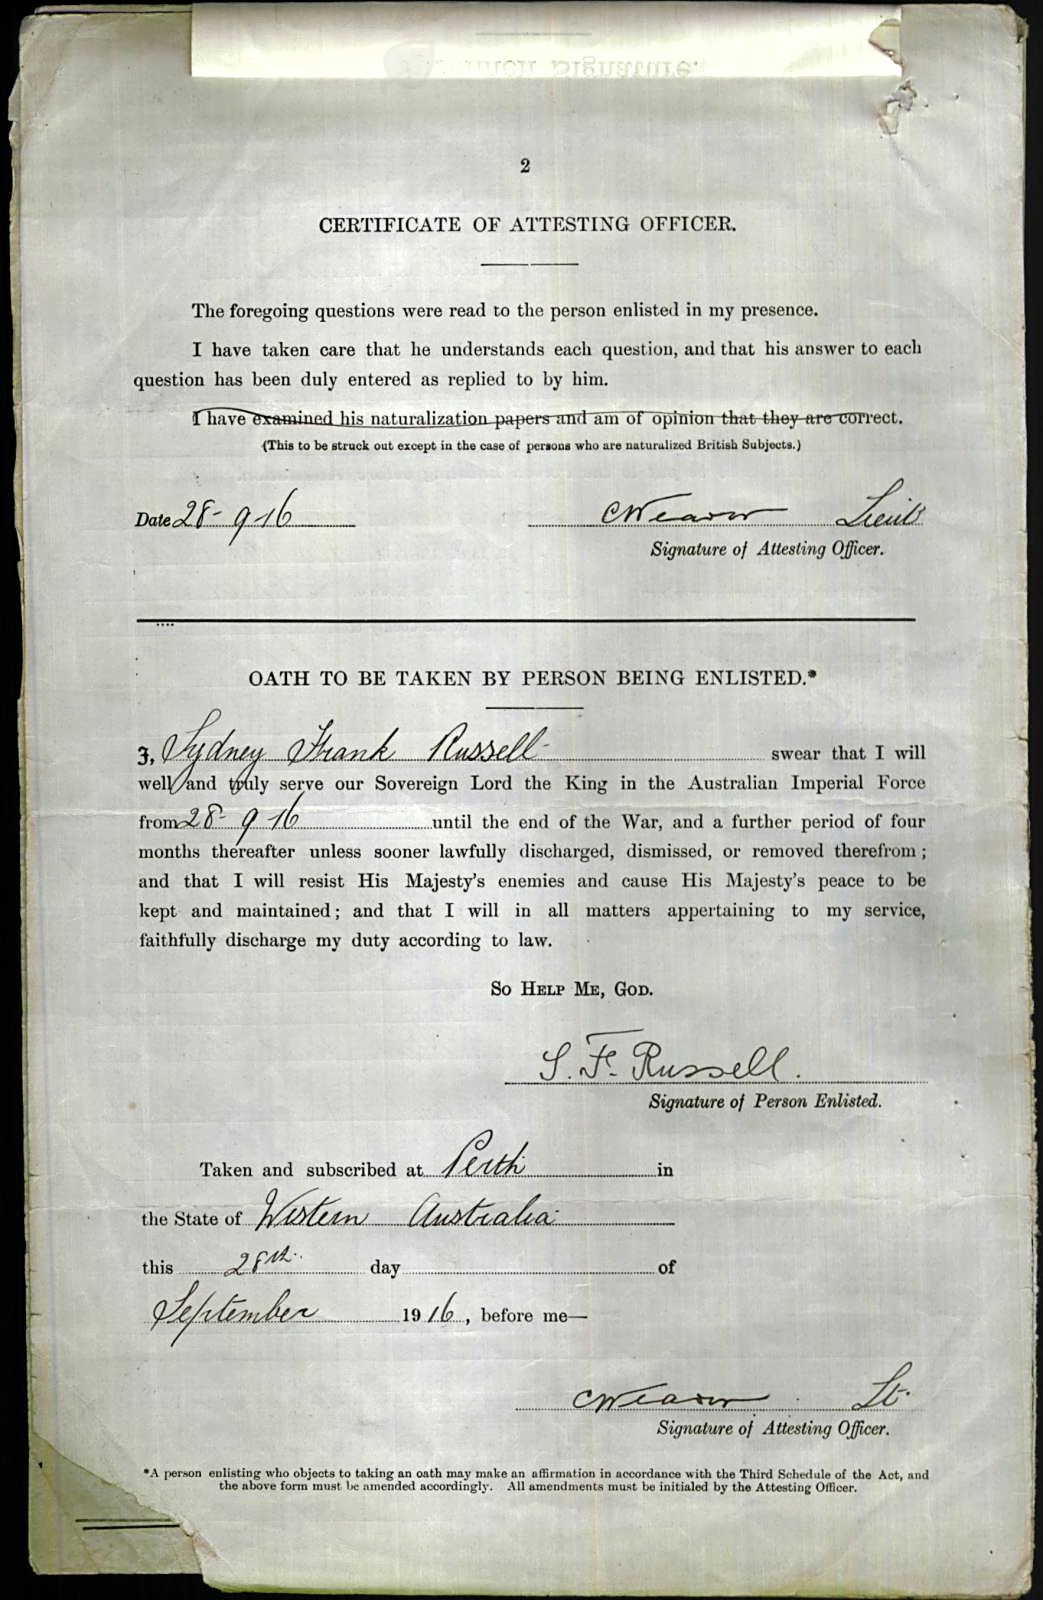 2
CERTIFICATE OF ATTESTING OFFICER.
The foregoing questions were read to the person enlisted in my presence.
I have taken care that he understands each question, and that his answer to each
question has been duly entered as replied to by him.
I have examined his naturalization papers and am of opinion that they are correct.
(This to be struck out except in the case of persons who are naturalized British Subjects.)
Date 28-9-16 CWeaver Lieut
Signature of Attesting Officer.
OATH TO BE TAKEN BY PERSON BEING ENLISTED.*
I, Sydney Frank Russell swear that I will
well and truly serve our Sovereign Lord the King in the Australian Imperial Force
from 28-9-16 until the end of the War, and a further period of four
months thereafter unless sooner lawfully discharged, dismissed, or removed therefrom;
and that I will resist His Majesty's enemies and cause His Majesty's peace to be
kept and maintained; and that I will in all matters appertaining to my service,
faithfully discharge my duty according to law.
SO HELP ME, GOD.
S. F. Russell.
Signature of Person Enlisted.
Taken and subscribed at Perth in
the State of Western Australia
this 28th. day of
September 1916, before me—
CWeaver Lt.
Signature of Attesting Officer.
*A person enlisting who objects to taking an oath may make an affirmation in accordance with the Third Schedule of the Act, and
the above form must be amended accordingly. All amendments must be initialed by the Attesting Officer.